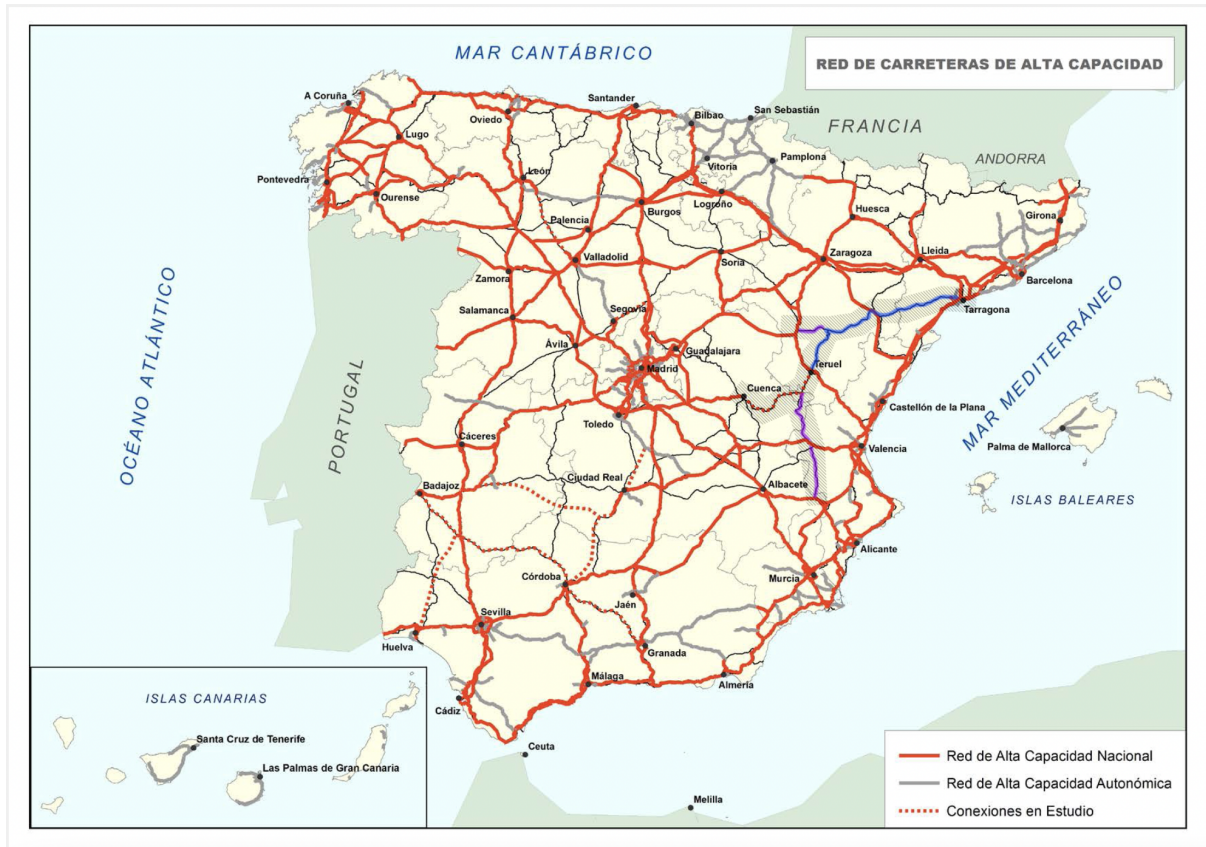 MAR CANTÁBRICO
RED DE CARRETERAS DE ALTA CAPACIDAD
A Coruña
Santander
San Sebastián
Oviedo
Bilbao
FRANCIA
Lugo
Vitoria
Pamplona
ANDORRA
León
Pontevedra
Ourense
Logroño
Burgos
Huesca
Girona
Palencia
Valladolid
Soria
Zaragoza
Lleida
Zamora
Barcelona
Salamanca
Segovia
Tarragona
Ávila
Guadalajara
Madrid
Teruel
Cuenca
OCÉANO ATLÁNTICO
PORTUGAL
MAR MEDITERRÁNEO
Toledo
Castellón de la Plana
Cáceres
Valencia
Palma de Mallorca
Ciudad Real
Badajoz
Albacete
ISLAS BALEARES
Alicante
Córdoba
Murcia
Jaén
Sevilla
Huelva
Granada
Málaga
Almería
Cádiz
ISLAS CANARIAS
Santa Cruz de Tenerife
Las Palmas de Gran Canaria
Ceuta
Melilla
Red de Alta Capacidad Nacional
Red de Alta Capacidad Autonómica
Conexiones en Estudio